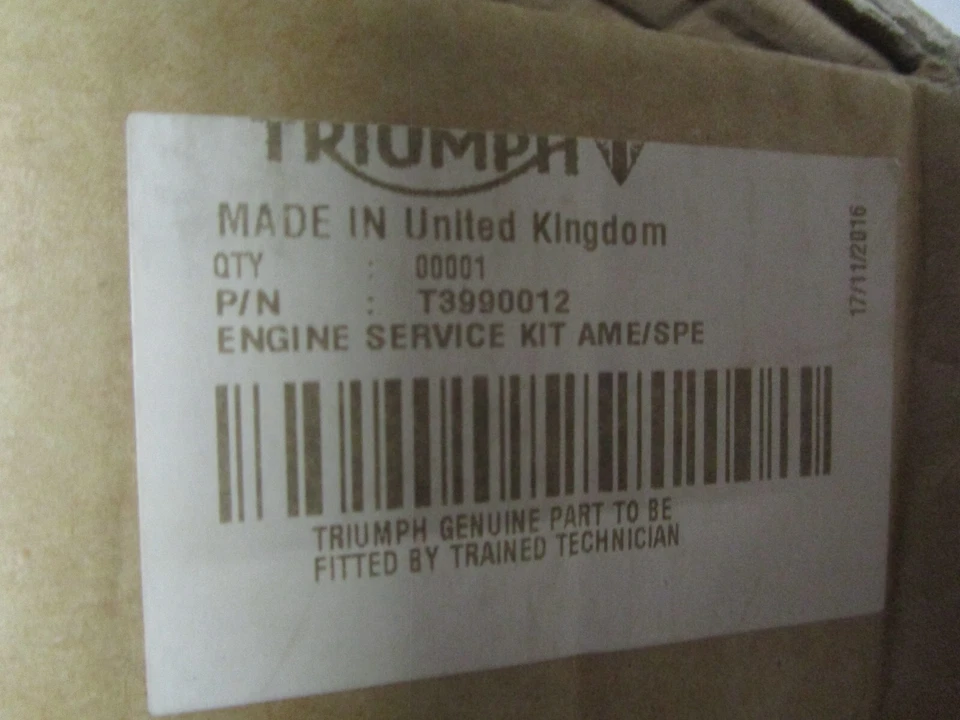 TRIUMPH
MADE IN United Kingdom
QTY : 00001
P/N : T3990012
ENGINE SERVICE KIT AME/SPE
17/11/2016
TRIUMPH GENUINE PART TO BE
FITTED BY TRAINED TECHNICIAN